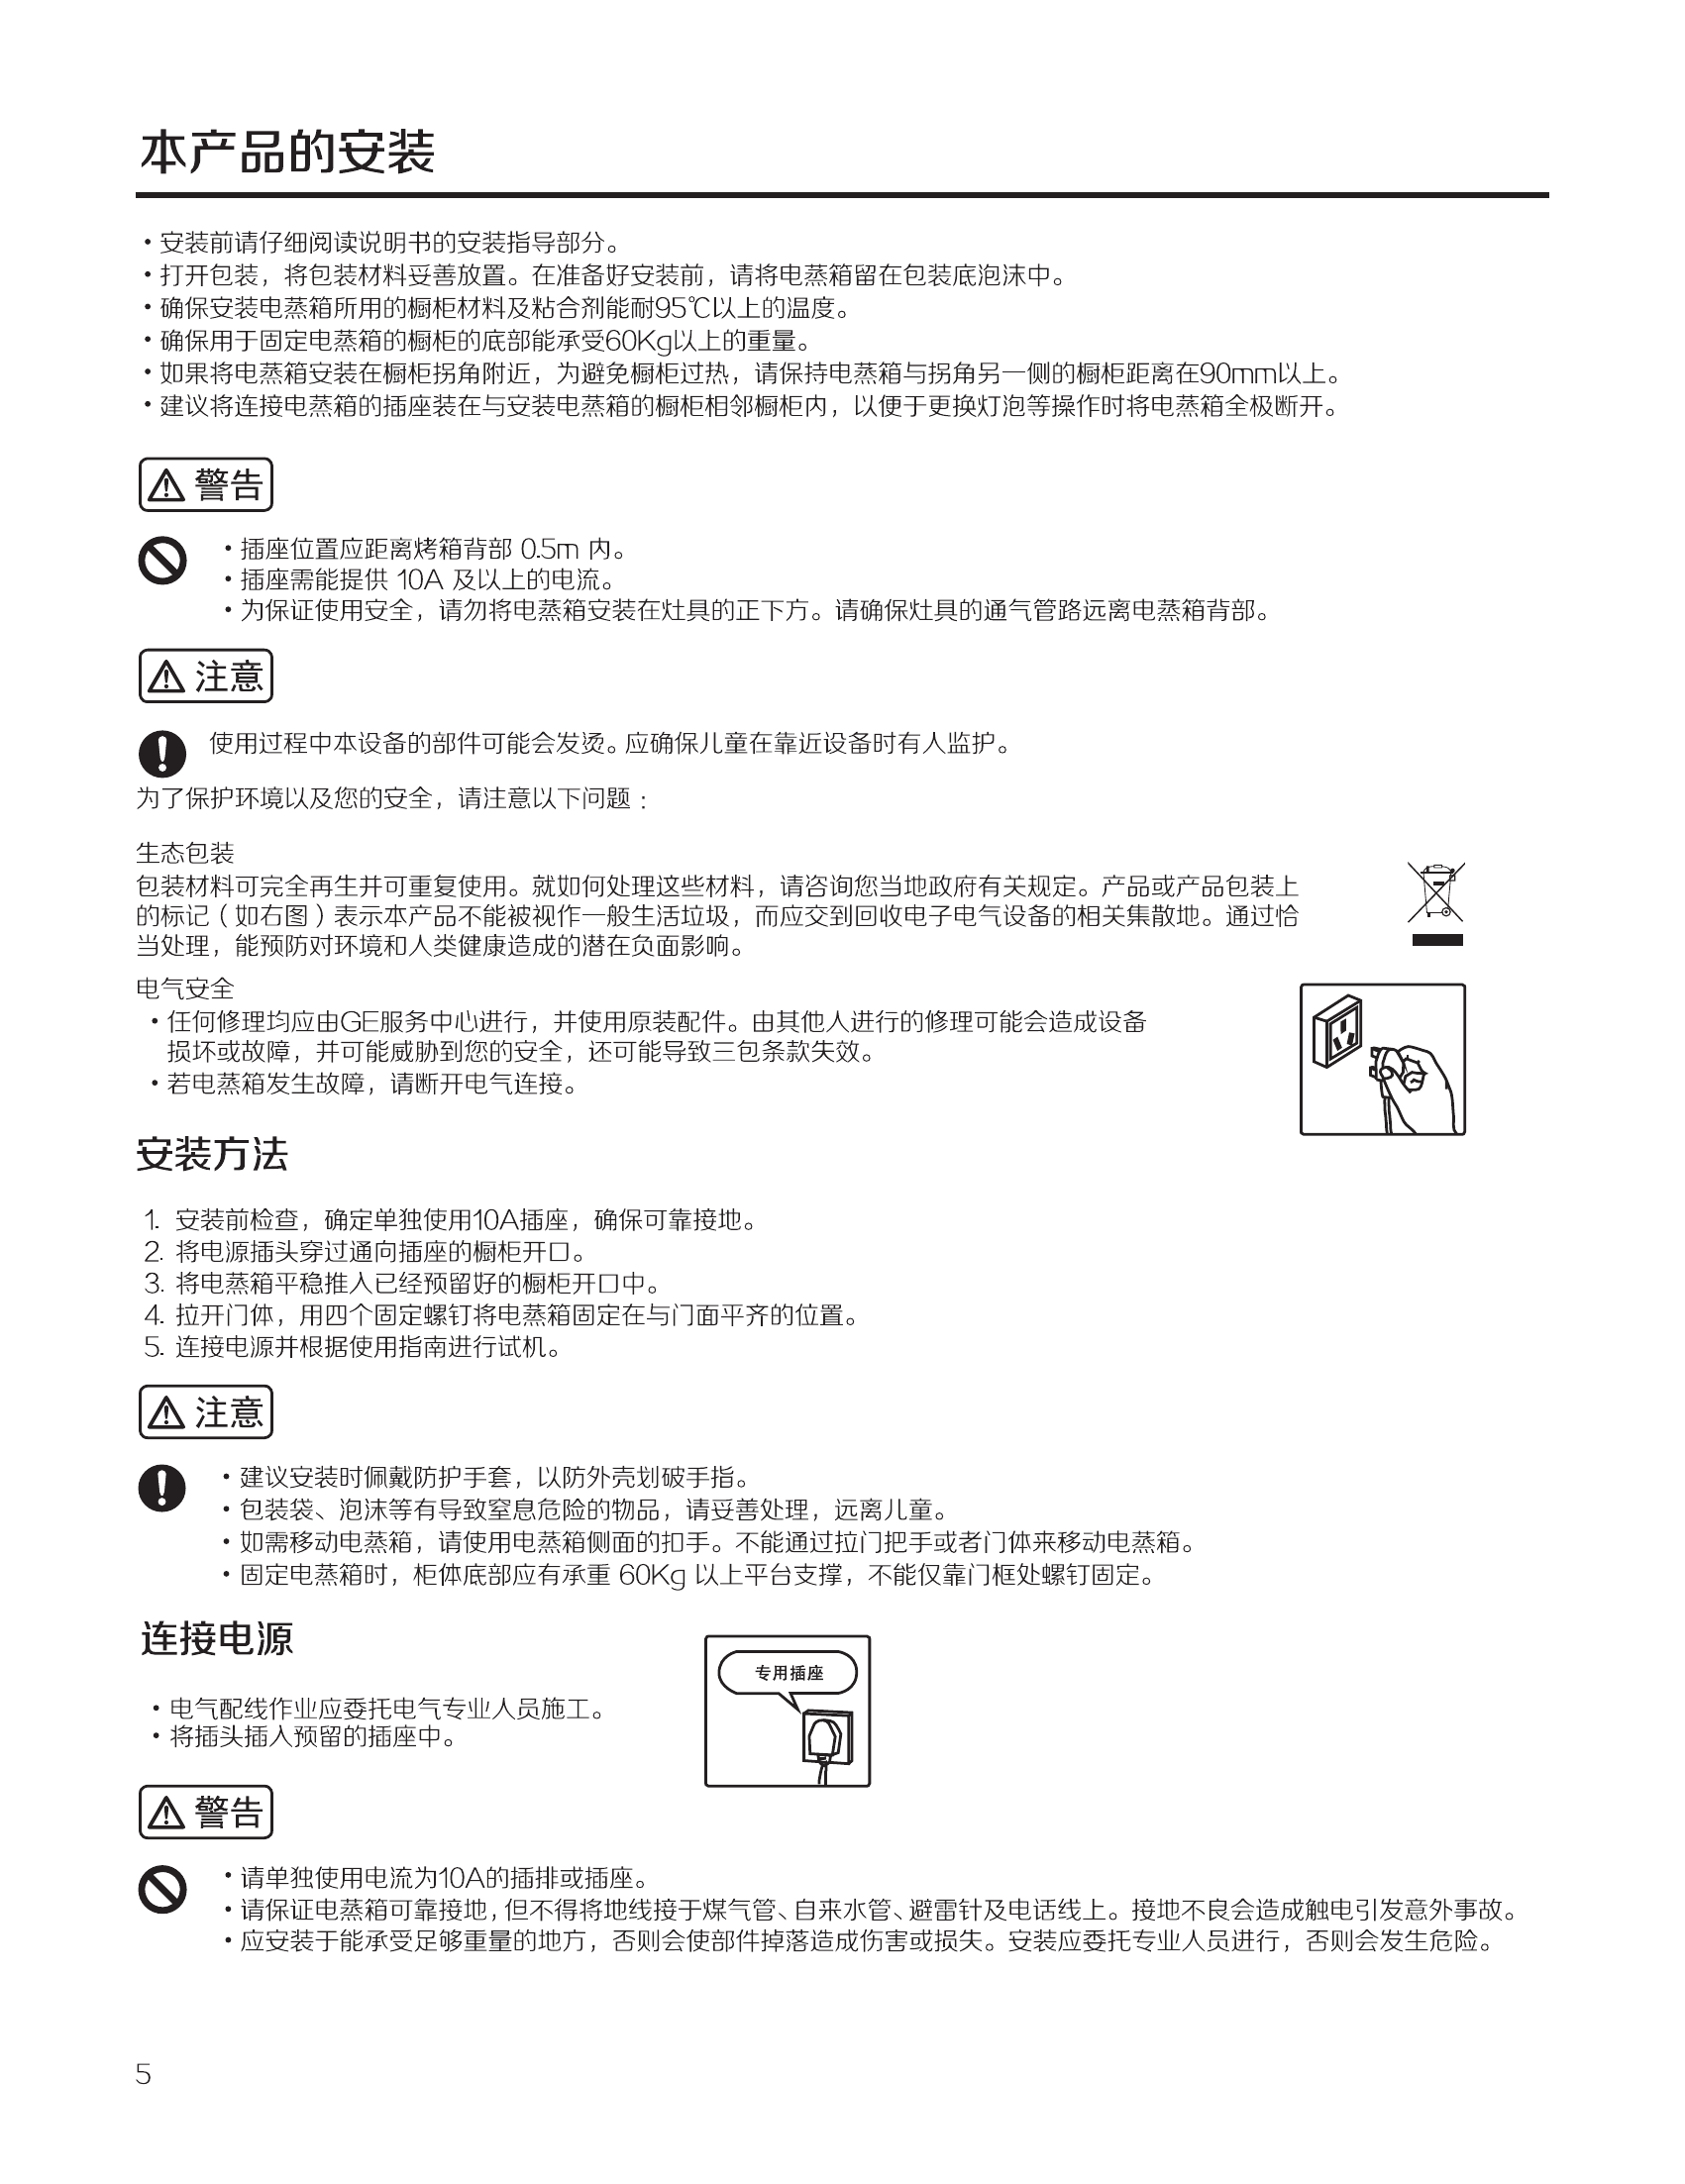 本产品的安装
·安装前请仔细阅读说明书的安装指导部分。
·打开包装，将包装材料妥善放置。在准备好安装前，请将电蒸箱留在包装底泡沫中。
·确保安装电蒸箱所用的橱柜材料及粘合剂能耐95℃以上的温度。
·确保用于固定电蒸箱的橱柜的底部能承受60Kg以上的重量。
·如果将电蒸箱安装在橱柜拐角附近，为避免橱柜过热，请保持电蒸箱与拐角另一侧的橱柜距离在90mm以上。
·建议将连接电蒸箱的插座装在与安装电蒸箱的橱柜相邻橱柜内，以便于更换灯泡等操作时将电蒸箱全极断开。
警告
·插座位置应距离烤箱背部 0.5m 内。
·插座需能提供 10A 及以上的电流。
·为保证使用安全，请勿将电蒸箱安装在灶具的正下方。请确保灶具的通气管路远离电蒸箱背部。
注意
使用过程中本设备的部件可能会发烫。应确保儿童在靠近设备时有人监护。
为了保护环境以及您的安全，请注意以下问题：
生态包装
包装材料可完全再生并可重复使用。就如何处理这些材料，请咨询您当地政府有关规定。产品或产品包装上
的标记（如右图）表示本产品不能被视作一般生活垃圾，而应交到回收电子电气设备的相关集散地。通过恰
当处理，能预防对环境和人类健康造成的潜在负面影响。
电气安全
·任何修理均应由GE服务中心进行，并使用原装配件。由其他人进行的修理可能会造成设备
损坏或故障，并可能威胁到您的安全，还可能导致三包条款失效。
·若电蒸箱发生故障，请断开电气连接。
安装方法
1. 安装前检查，确定单独使用10A插座，确保可靠接地。
2. 将电源插头穿过通向插座的橱柜开口。
3. 将电蒸箱平稳推入已经预留好的橱柜开口中。
4. 拉开门体，用四个固定螺钉将电蒸箱固定在与门面平齐的位置。
5. 连接电源并根据使用指南进行试机。
注意
·建议安装时佩戴防护手套，以防外壳划破手指。
·包装袋、泡沫等有导致窒息危险的物品，请妥善处理，远离儿童。
·如需移动电蒸箱，请使用电蒸箱侧面的扣手。不能通过拉门把手或者门体来移动电蒸箱。
·固定电蒸箱时，柜体底部应有承重 60Kg 以上平台支撑，不能仅靠门框处螺钉固定。
连接电源
专用插座
·电气配线作业应委托电气专业人员施工。
·将插头插入预留的插座中。
警告
·请单独使用电流为10A的插排或插座。
·请保证电蒸箱可靠接地，但不得将地线接于煤气管、自来水管、避雷针及电话线上。接地不良会造成触电引发意外事故。
·应安装于能承受足够重量的地方，否则会使部件掉落造成伤害或损失。安装应委托专业人员进行，否则会发生危险。
5